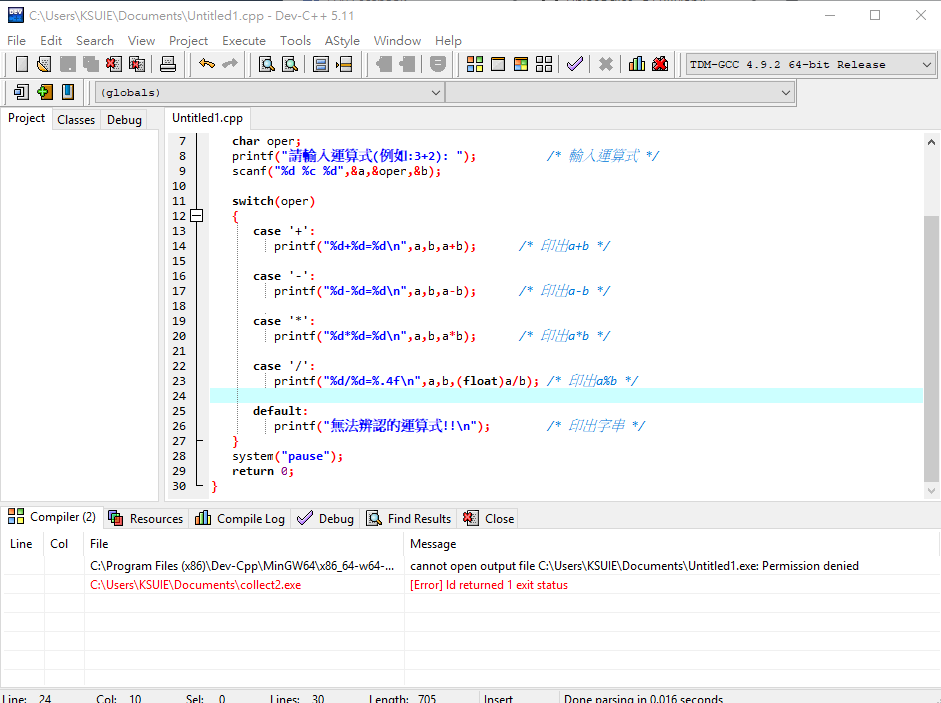 C:\Users\KSUIE\Documents\Untitled1.cpp - Dev-C++ 5.11
File Edit Search View Project Execute Tools AStyle Window Help
TDM-GCC 4.9.2 64-bit Release
(globals)
Project Classes Debug Untitled1.cpp
7 char oper;
8 printf("請輸入運算式(例如:3+2): "); /* 輸入運算式 */
9 scanf("%d %c %d",&a,&oper,&b);
10
11 switch(oper)
12 {
13 case '+':
14 printf("%d+%d=%d\n",a,b,a+b); /* 印出a+b */
15
16 case '-':
17 printf("%d-%d=%d\n",a,b,a-b); /* 印出a-b */
18
19 case '*':
20 printf("%d*%d=%d\n",a,b,a*b); /* 印出a*b */
21
22 case '/':
23 printf("%d/%d=%.4f\n",a,b,(float)a/b); /* 印出a%b */
24
25 default:
26 printf("無法辨認的運算式!!\n"); /* 印出字串 */
27 }
28 system("pause");
29 return 0;
30 }
Compiler (2) Resources Compile Log Debug Find Results Close
Line Col File Message
C:\Program Files (x86)\Dev-Cpp\MinGW64\x86_64-w64-... cannot open output file C:\Users\KSUIE\Documents\Untitled1.exe: Permission denied
C:\Users\KSUIE\Documents\collect2.exe [Error] ld returned 1 exit status
Line: 24 Col: 10 Sel: 0 Lines: 30 Length: 705 Insert Done parsing in 0.016 seconds